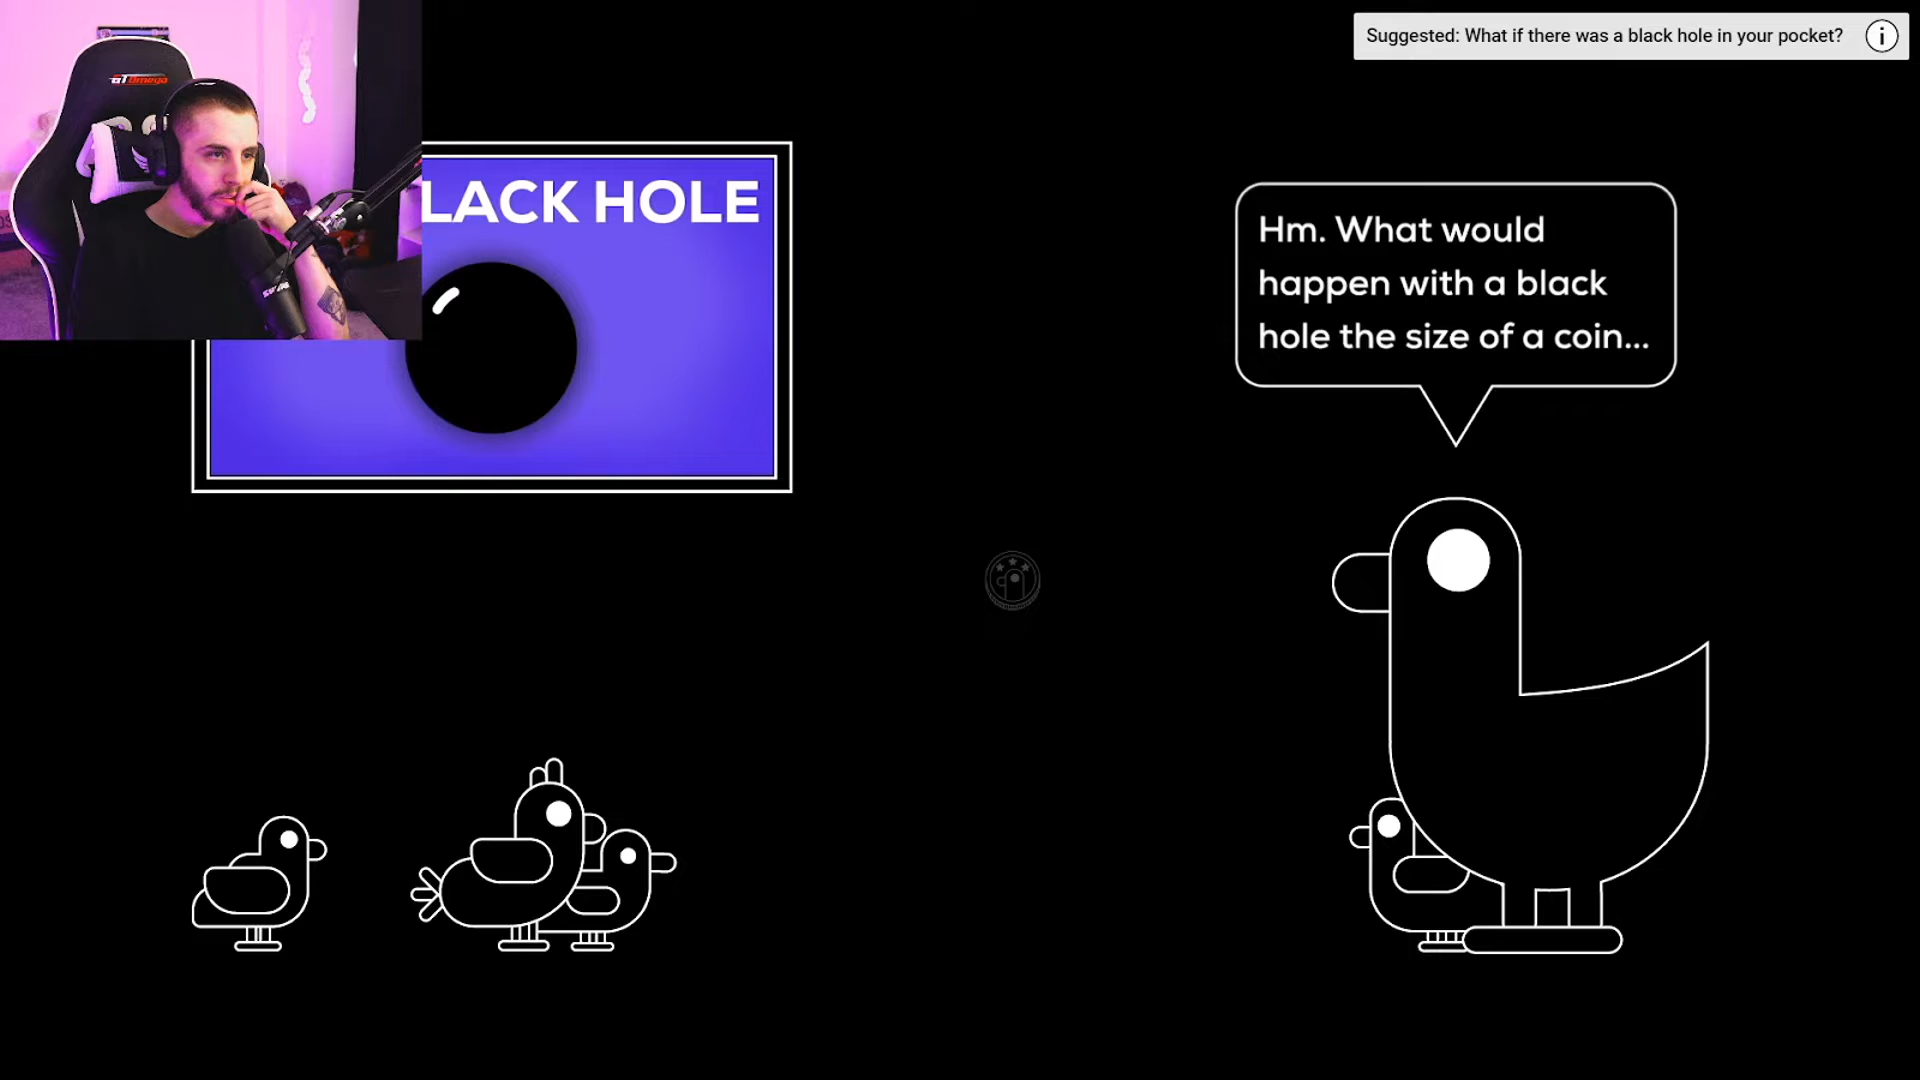 Suggested: What if there was a black hole in your pocket?
GTOmega
LACK HOLE
Hm. What would
happen with a black
hole the size of a coin...